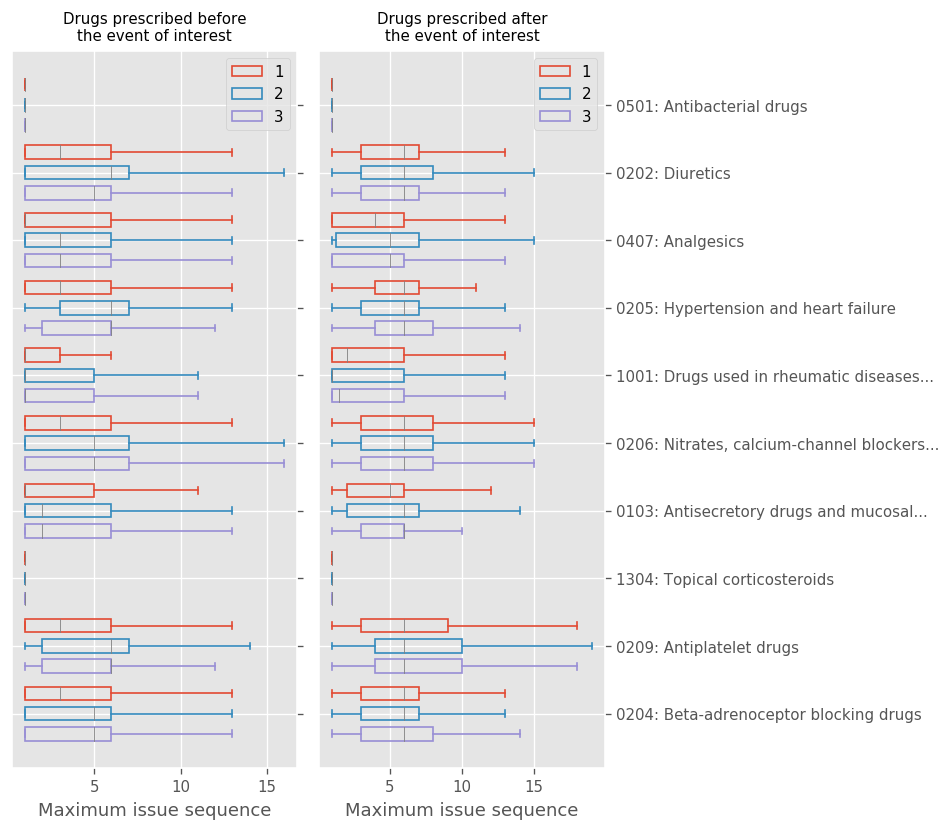 Drugs prescribed before
the event of interest
Drugs prescribed after
the event of interest
1
2
3
1
2
3
0501: Antibacterial drugs
0202: Diuretics
0407: Analgesics
0205: Hypertension and heart failure
1001: Drugs used in rheumatic diseases...
0206: Nitrates, calcium-channel blockers...
0103: Antisecretory drugs and mucosal...
1304: Topical corticosteroids
0209: Antiplatelet drugs
0204: Beta-adrenoceptor blocking drugs
5 10 15
5 10 15
Maximum issue sequence
Maximum issue sequence